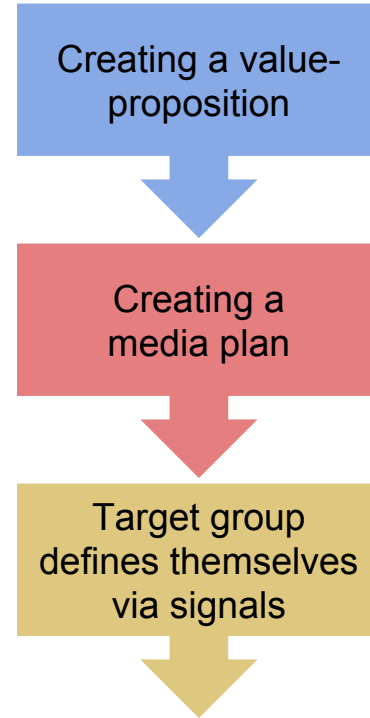 Creating a value-
proposition
Creating a
media plan
Target group
defines themselves
via signals